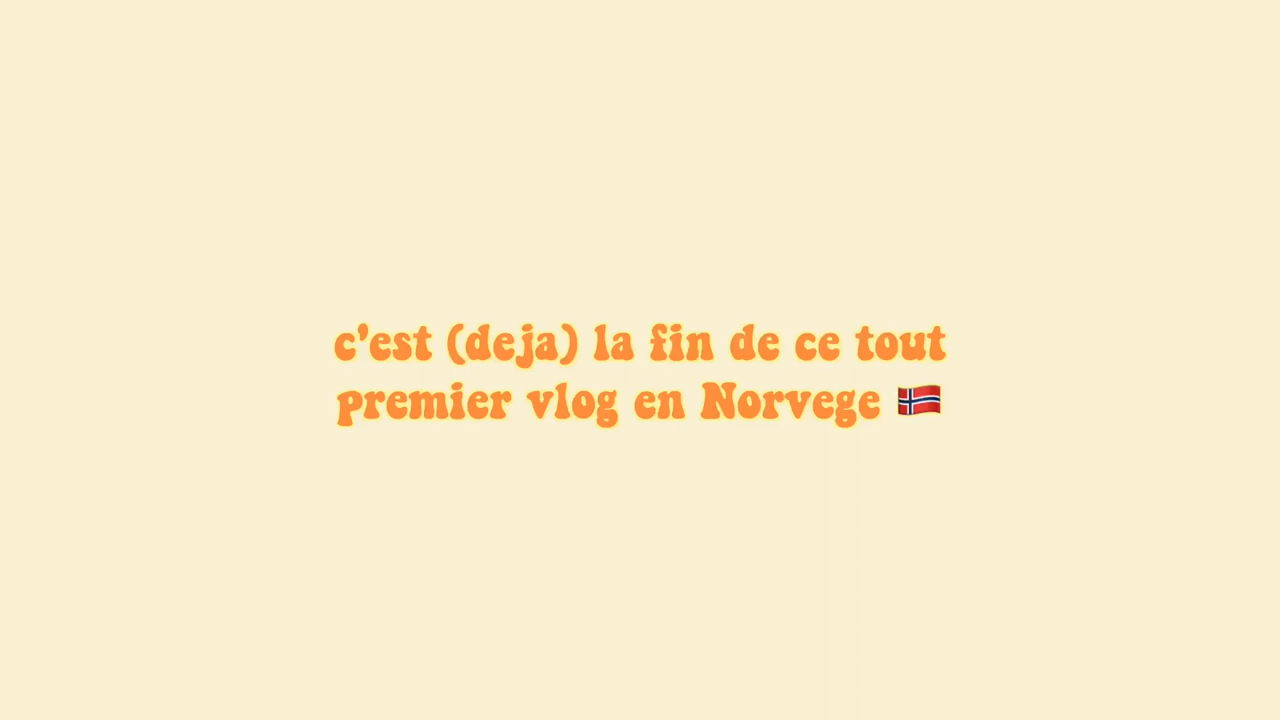 c'est (deja) la fin de ce tout
premier vlog en Norvege 🇳🇴